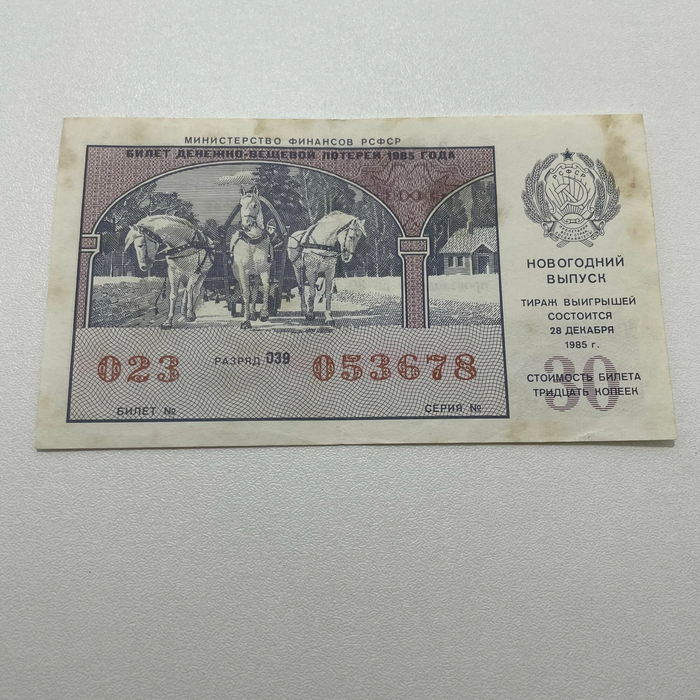 МИНИСТЕРСТВО ФИНАНСОВ РСФСР
БИЛЕТ ДЕНЕЖНО-ВЕЩЕВОЙ ЛОТЕРЕИ 1985 ГОДА
РСФСР
НОВОГОДНИЙ
ВЫПУСК
ТИРАЖ ВЫИГРЫШЕЙ
СОСТОИТСЯ
28 ДЕКАБРЯ
1985 г.
30
СТОИМОСТЬ БИЛЕТА
ТРИДЦАТЬ КОПЕЕК
023 РАЗРЯД 039 053678
БИЛЕТ № СЕРИЯ №